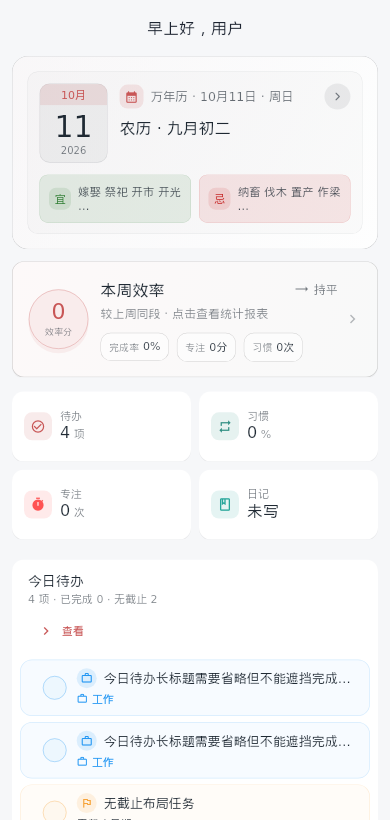 早上好，用户
10月
11
2026
万年历 · 10月11日 · 周日
农历 · 九月初二
宜
嫁娶 祭祀 开市 开光
…
忌
纳畜 伐木 置产 作梁
…
0
效率分
本周效率
持平
较上周同段 · 点击查看统计报表
完成率 0%
专注 0分
习惯 0次
待办
4 项
习惯
0 %
专注
0 次
日记
未写
今日待办
4 项 · 已完成 0 · 无截止 2
查看
今日待办长标题需要省略但不能遮挡完成…
工作
今日待办长标题需要省略但不能遮挡完成…
工作
无截止布局任务